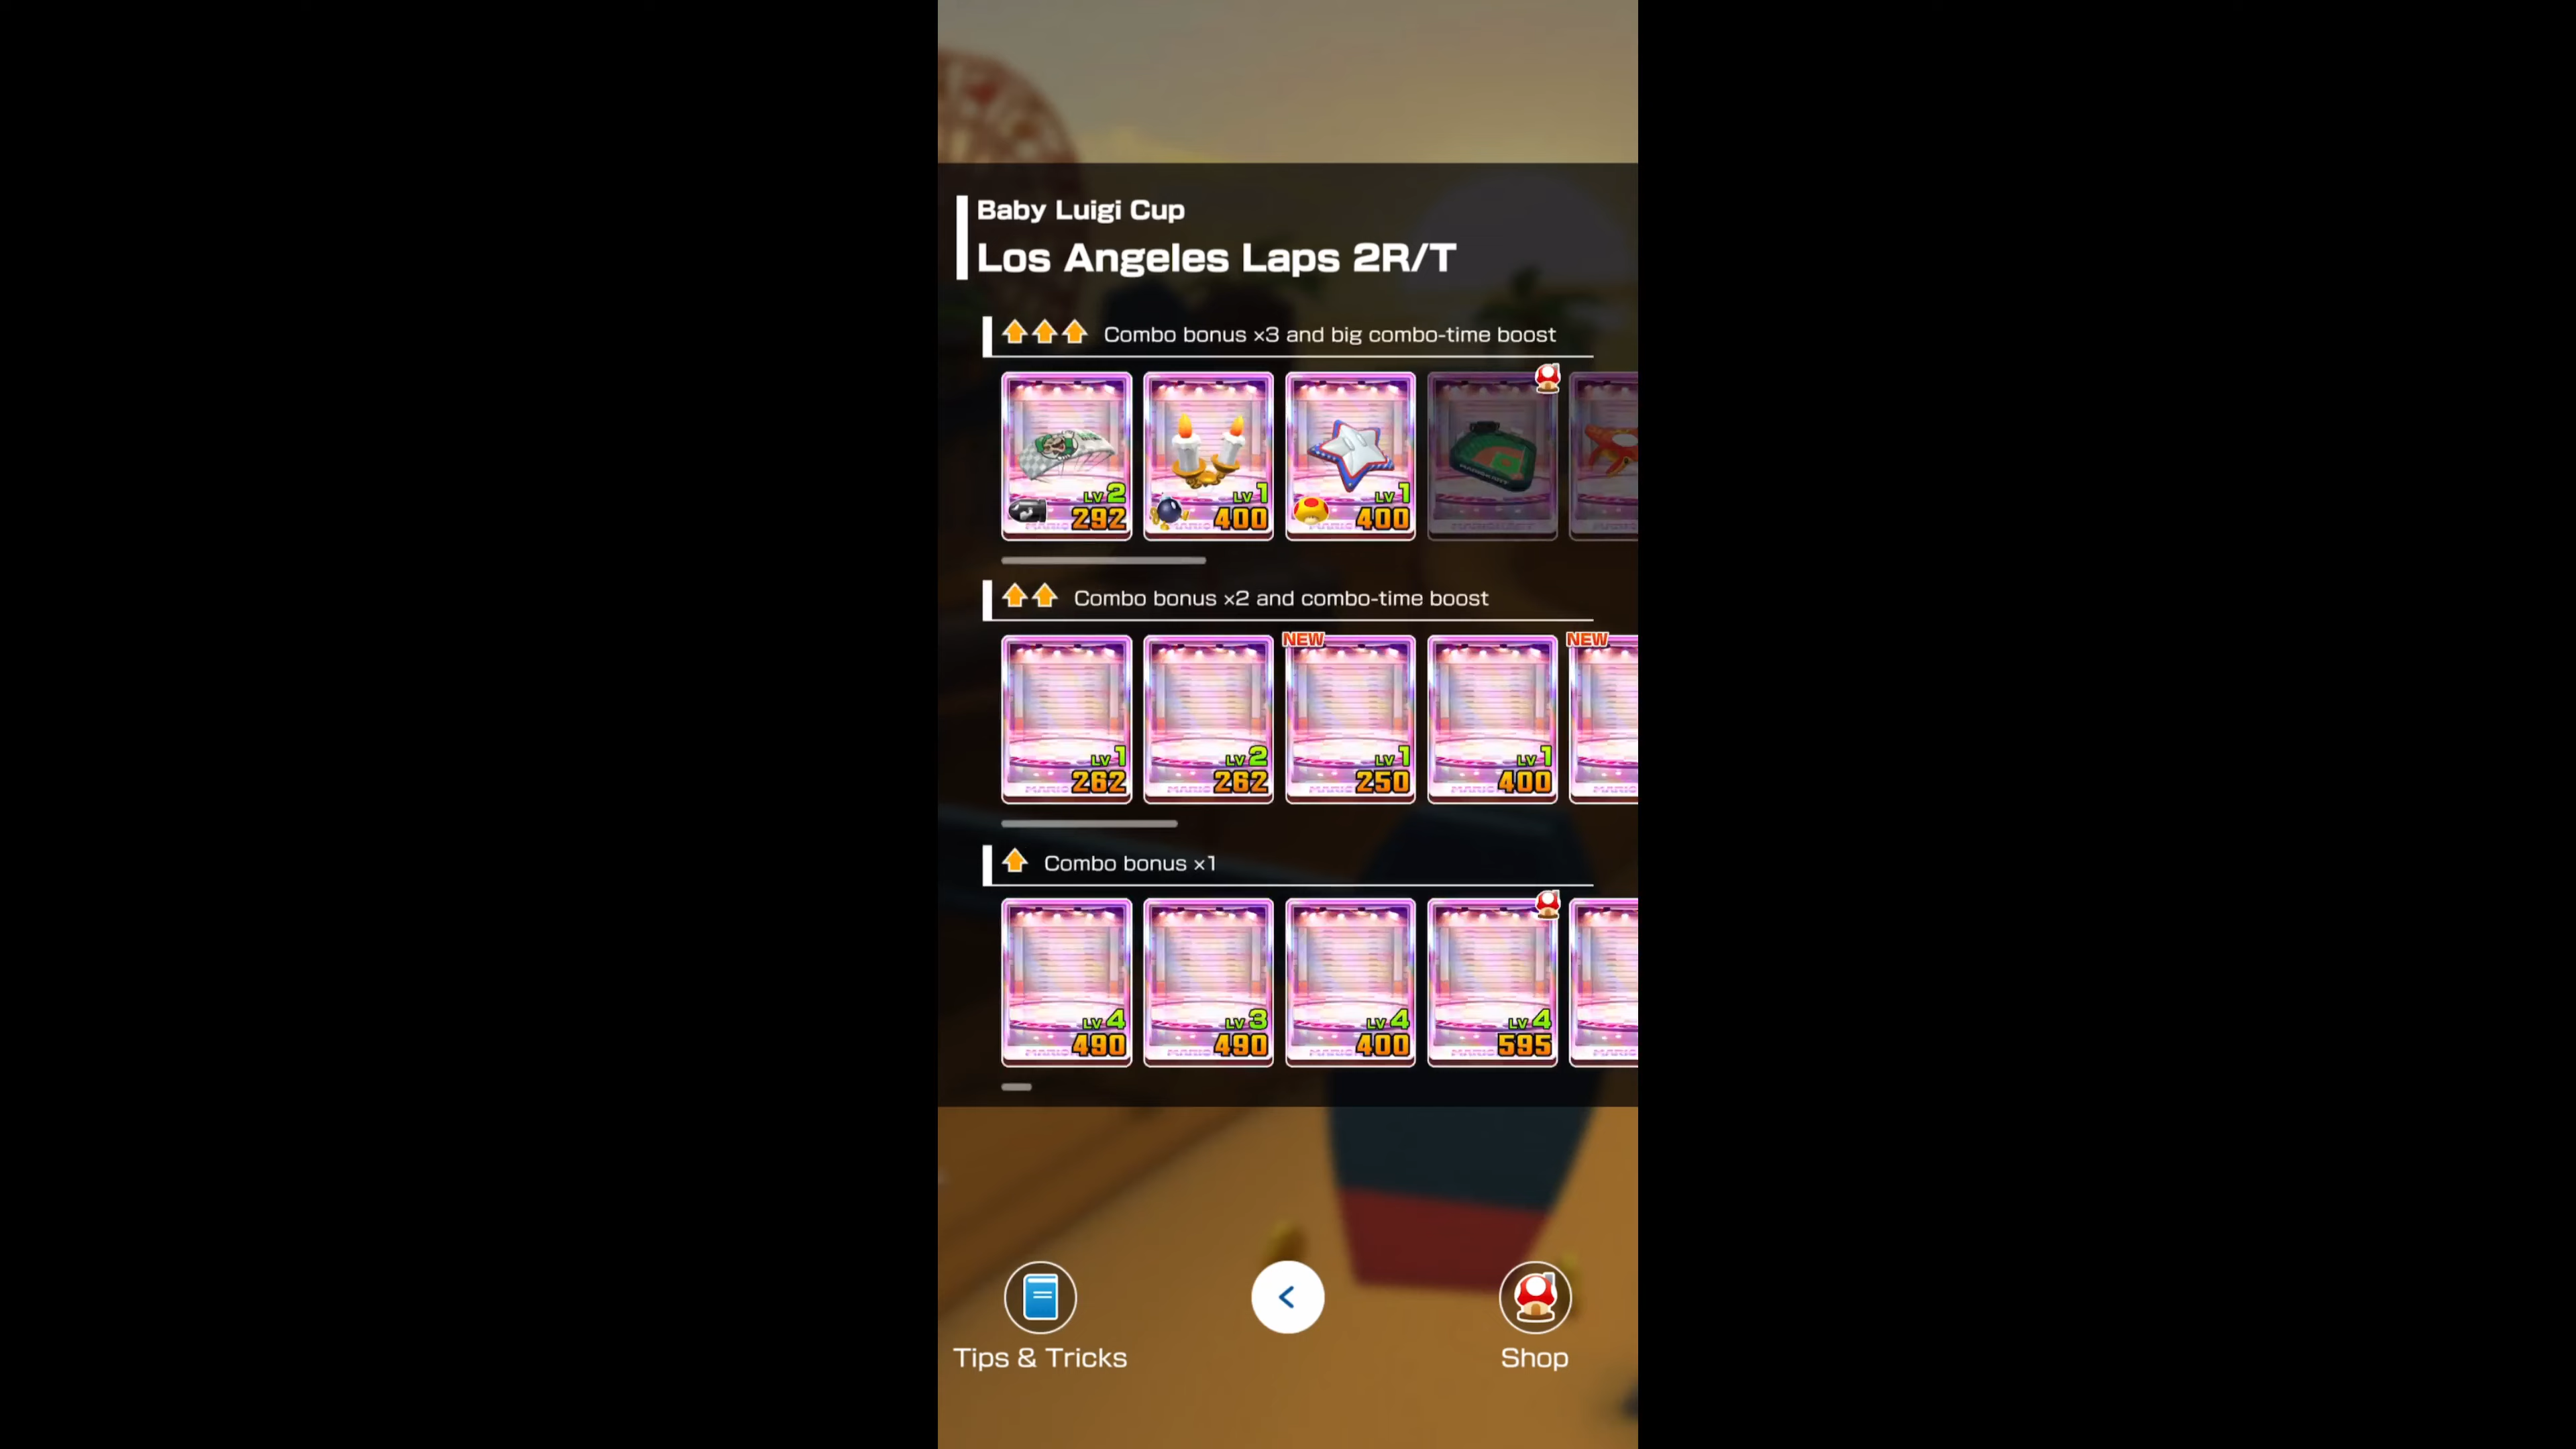 Baby Luigi Cup
Los Angeles Laps 2R/T
Combo bonus ×3 and big combo-time boost
LV 2 LV 1 LV 1
292 400 400
Combo bonus ×2 and combo-time boost
NEW NEW
LV 1 LV 2 LV 1 LV 1
262 262 250 400
Combo bonus ×1
LV 4 LV 3 LV 4 LV 4
490 490 400 595
Tips & Tricks Shop